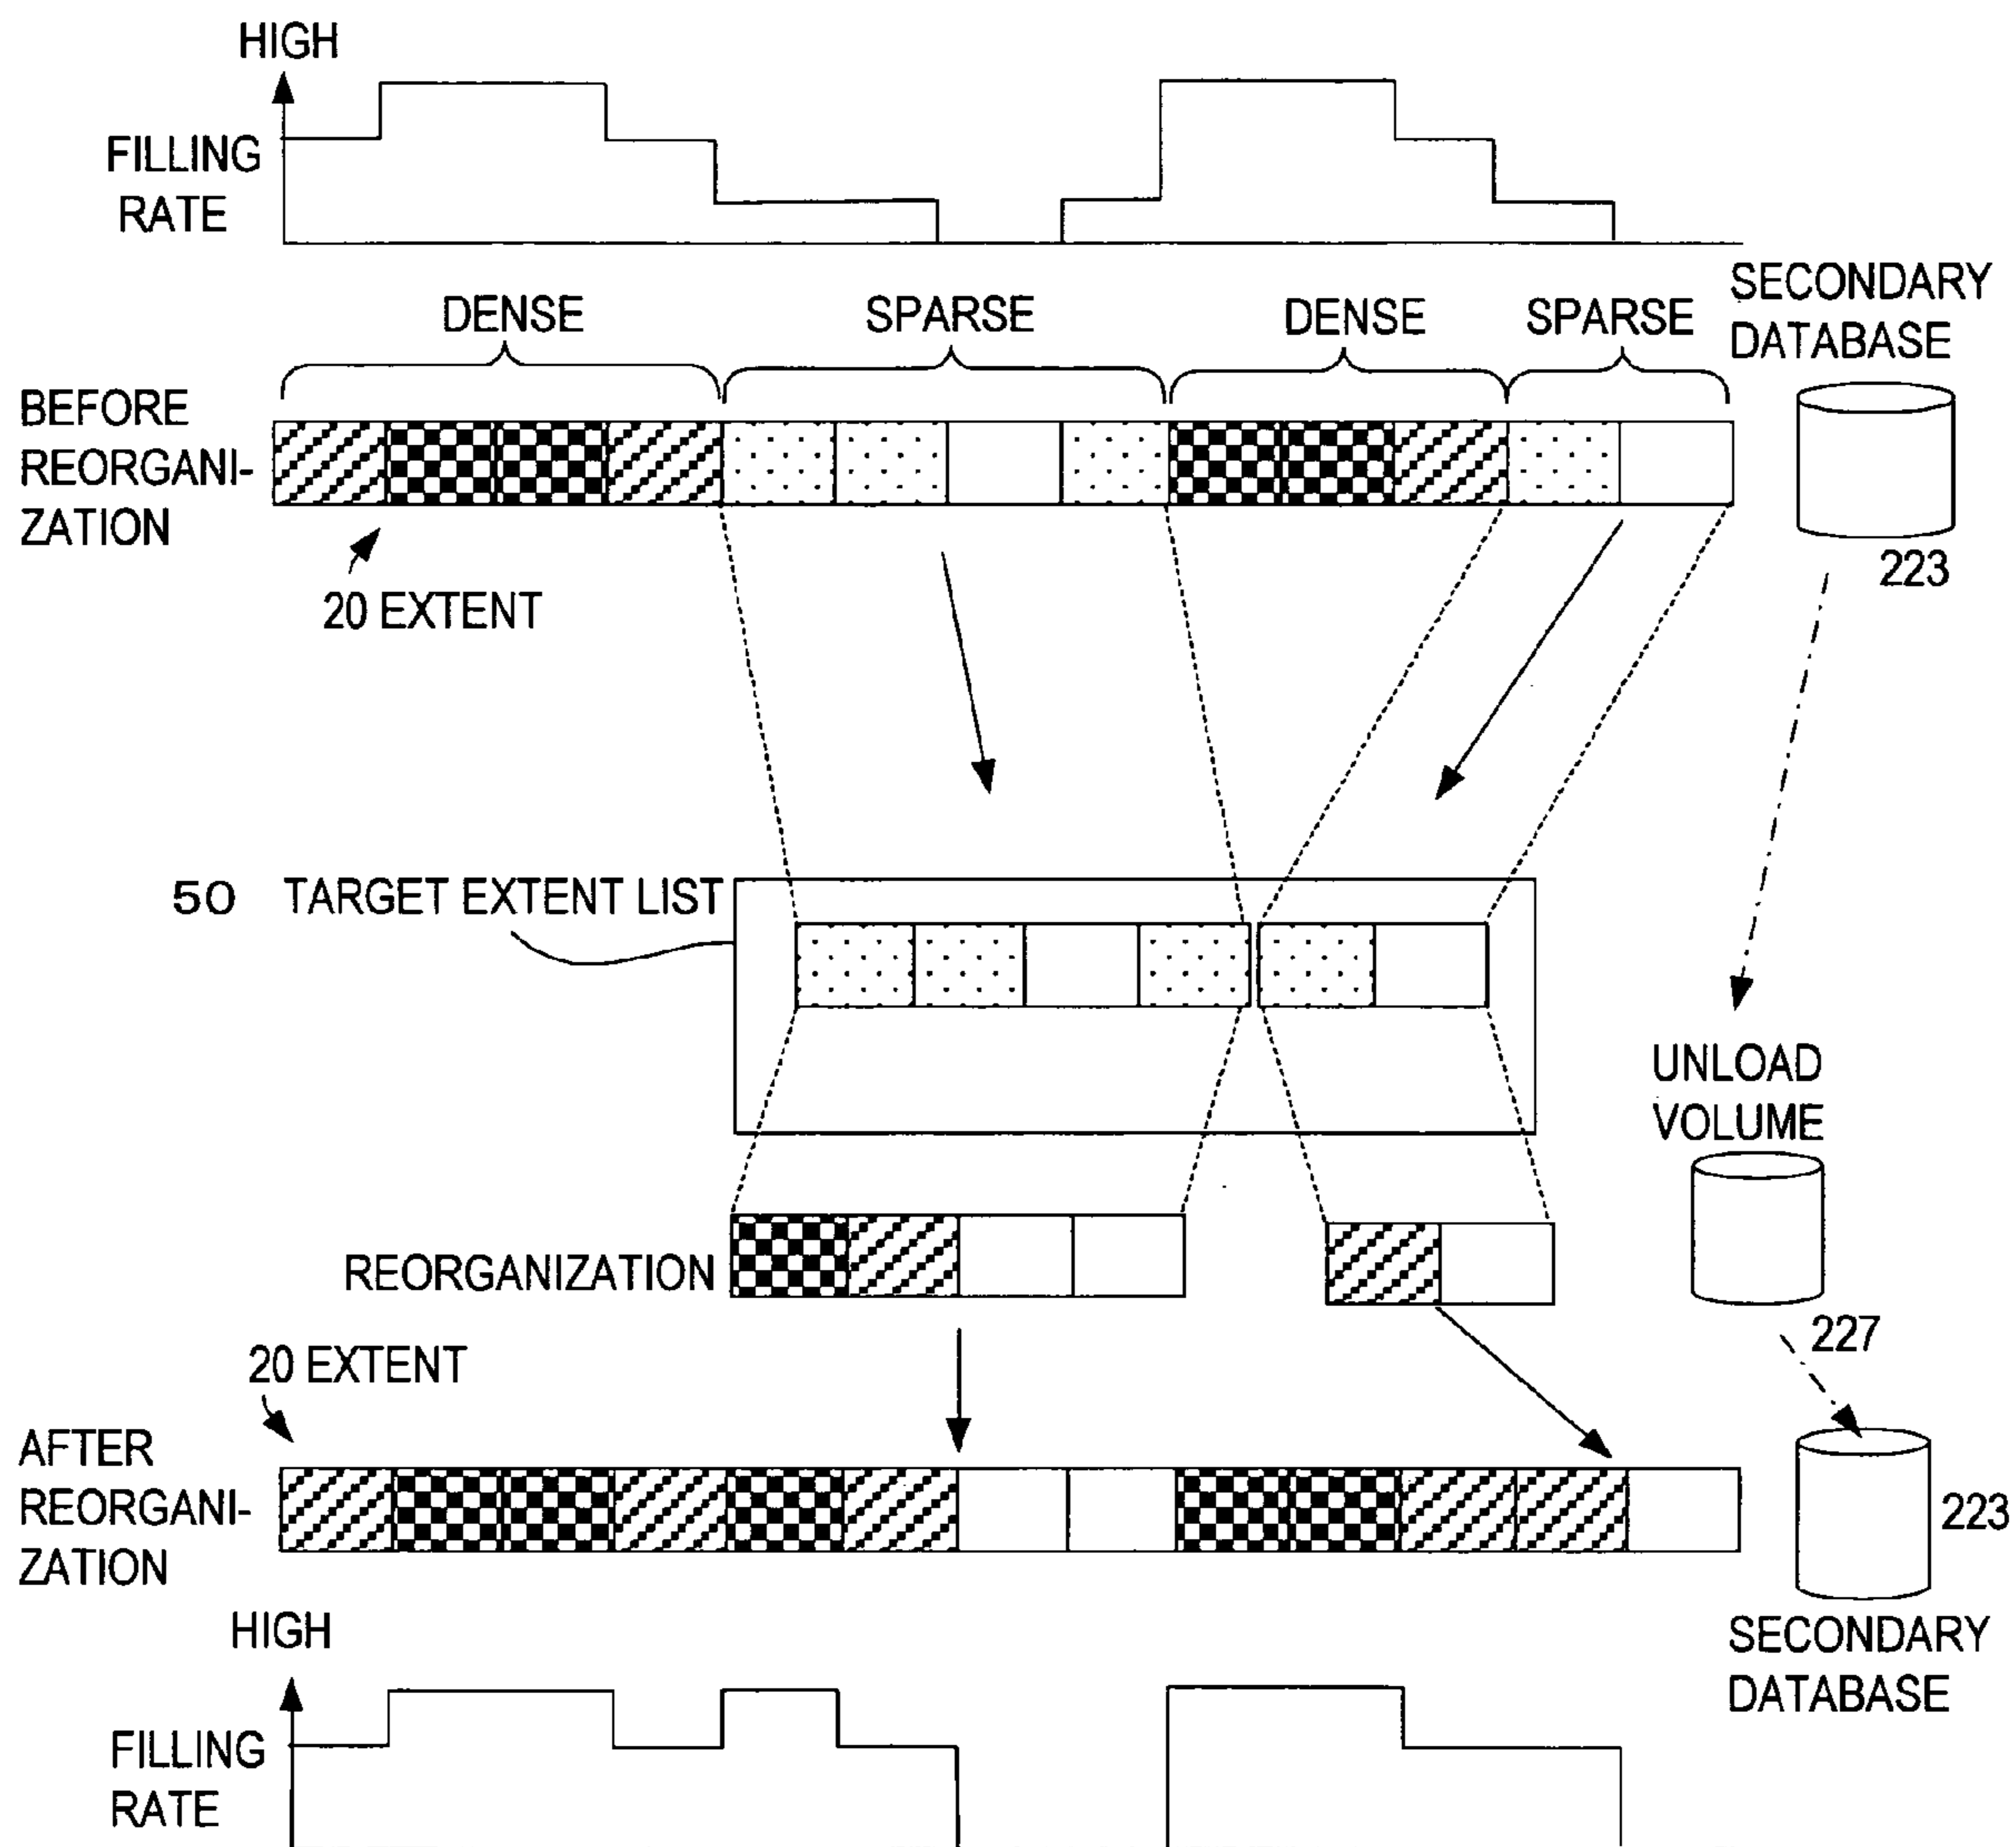 HIGH
FILLING
RATE
DENSE
SPARSE
DENSE
SPARSE
SECONDARY
DATABASE
BEFORE
REORGANI-
ZATION
223
20 EXTENT
50 TARGET EXTENT LIST
UNLOAD
VOLUME
REORGANIZATION
227
20 EXTENT
AFTER
REORGANI-
ZATION
223
HIGH
SECONDARY
DATABASE
FILLING
RATE